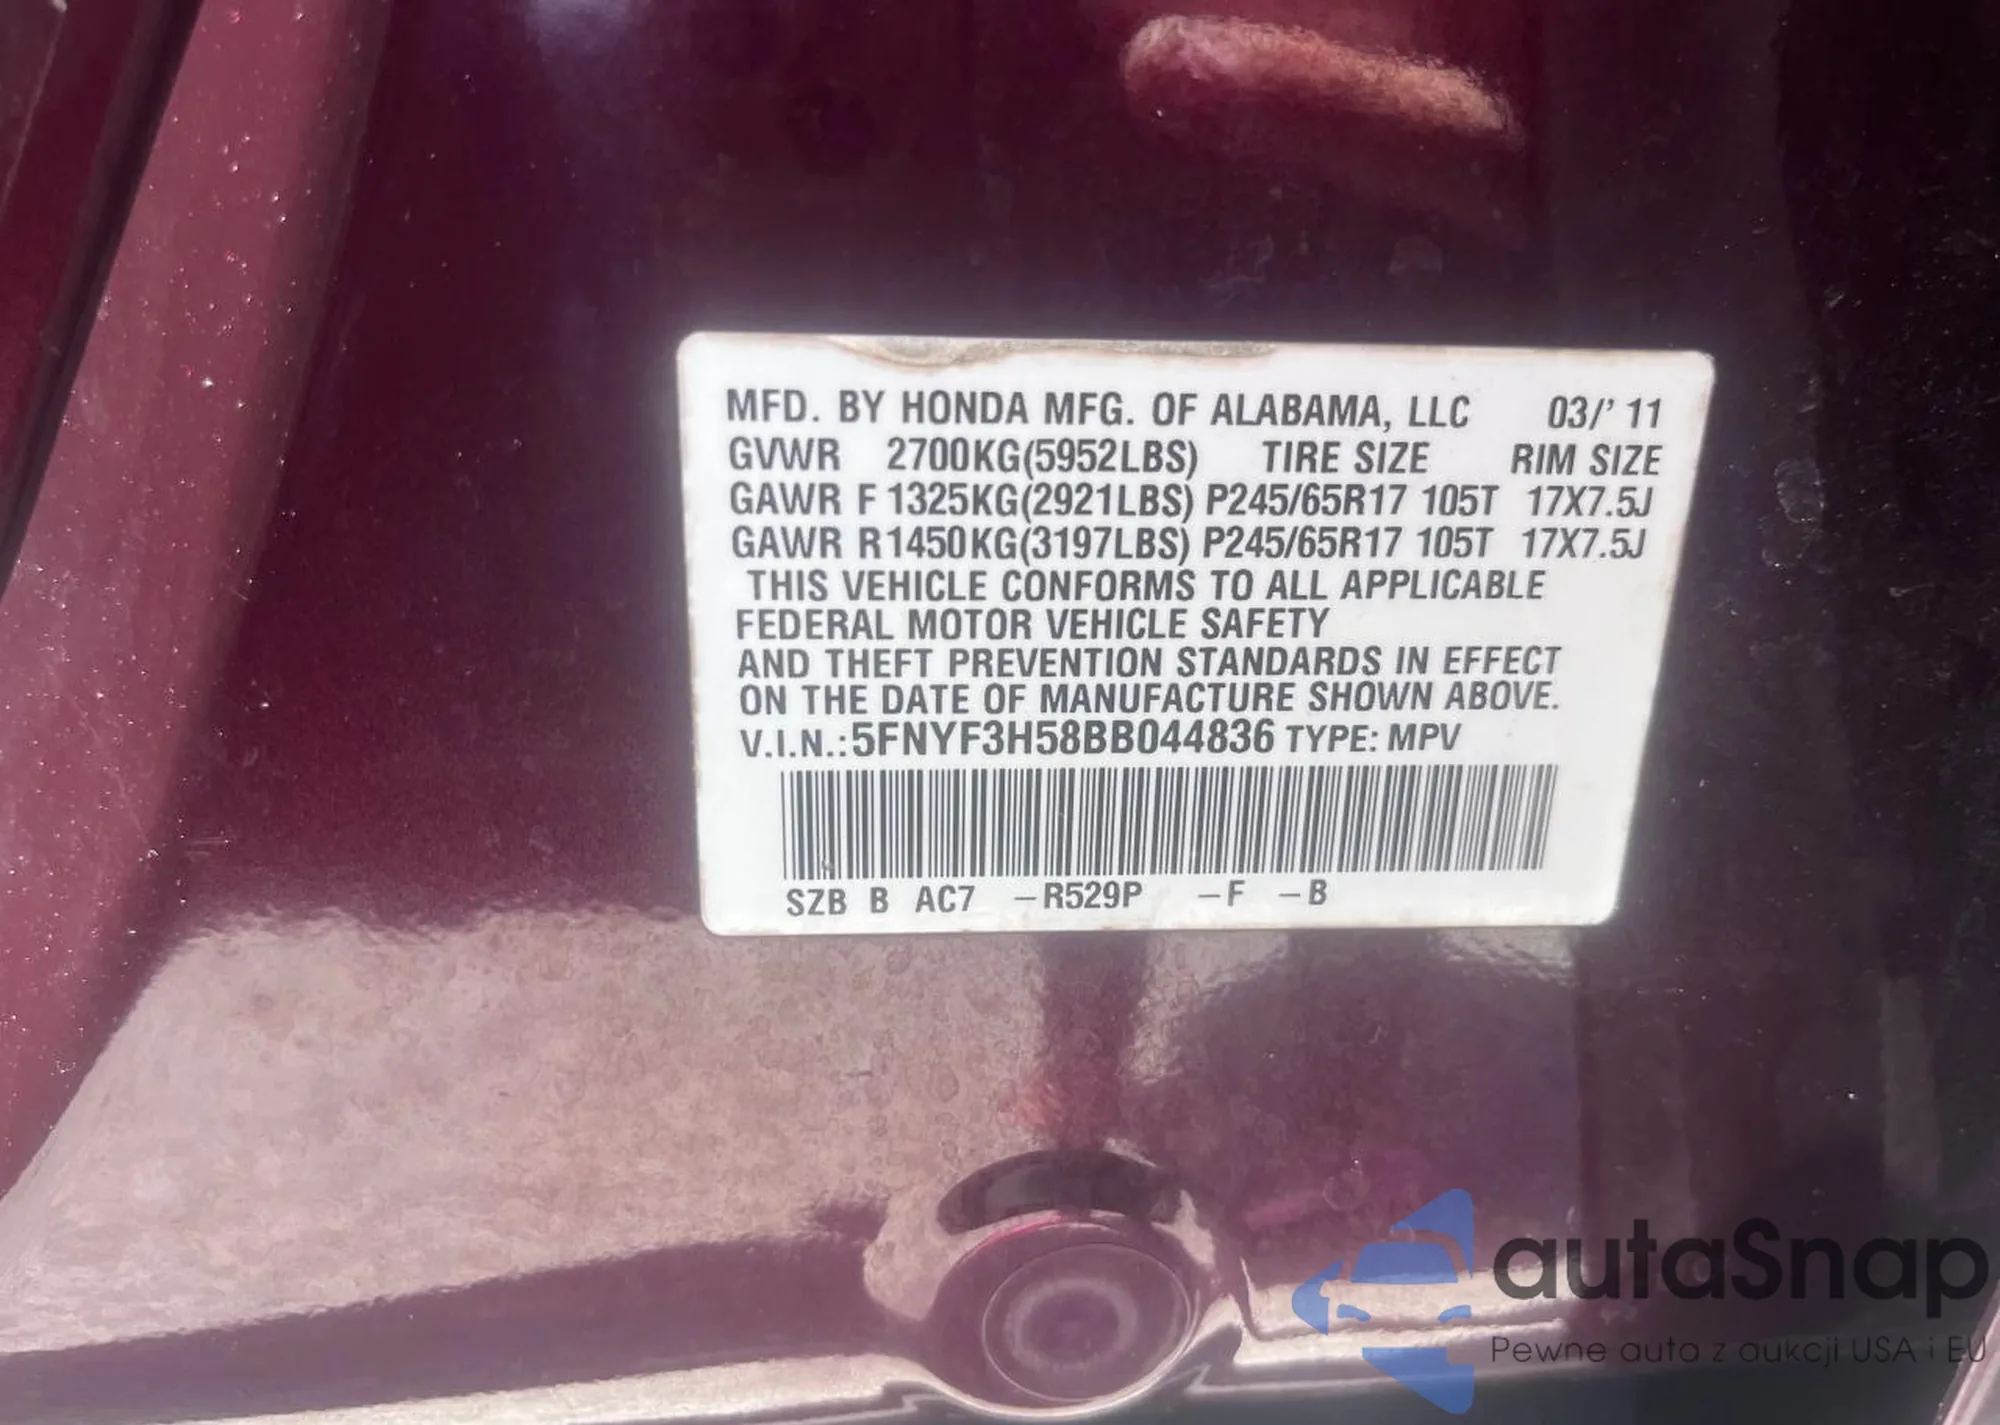 MFD. BY HONDA MFG. OF ALABAMA, LLC 03/' 11
GVWR 2700KG(5952LBS) TIRE SIZE RIM SIZE
GAWR F 1325KG(2921LBS) P245/65R17 105T 17X7.5J
GAWR R 1450KG(3197LBS) P245/65R17 105T 17X7.5J
THIS VEHICLE CONFORMS TO ALL APPLICABLE
FEDERAL MOTOR VEHICLE SAFETY
AND THEFT PREVENTION STANDARDS IN EFFECT
ON THE DATE OF MANUFACTURE SHOWN ABOVE.
V.I.N.:5FNYF3H58BB044836 TYPE: MPV
SZB B AC7 –R529P –F –B
autaSnap
Pewne auta z aukcji USA i EU